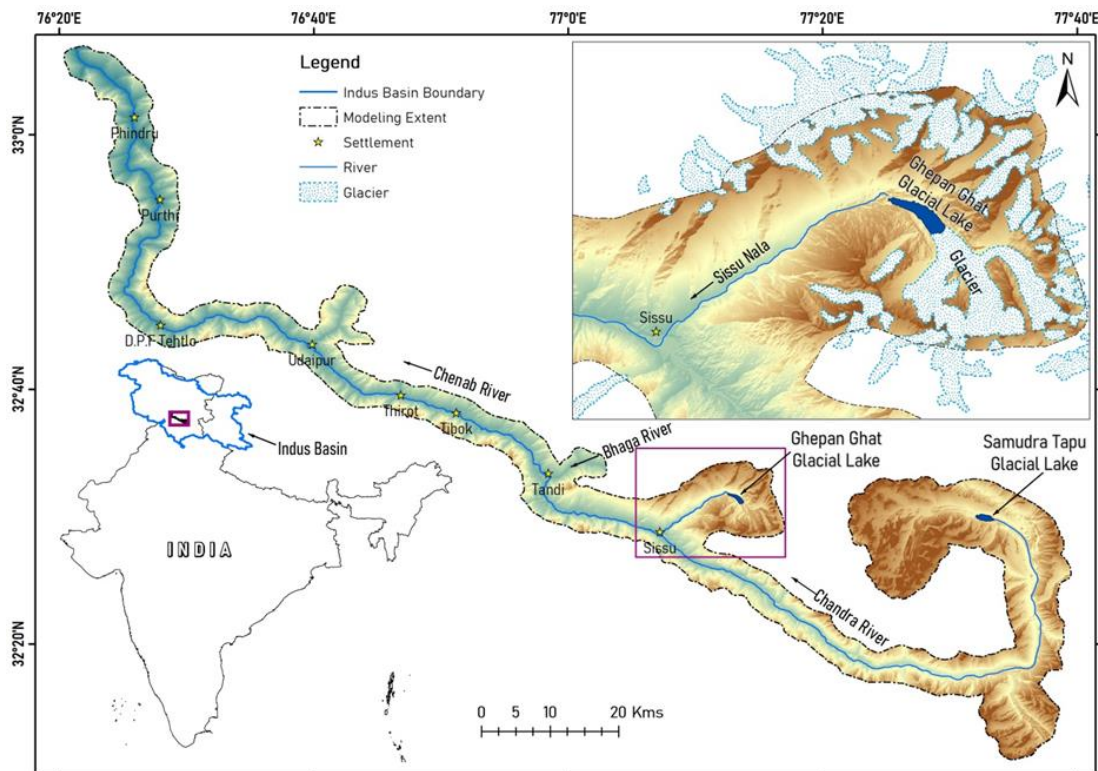 76°20'E
76°40'E
77°0'E
77°20'E
77°40'E
33°0'N
32°40'N
32°20'N
Legend
Indus Basin Boundary
Modeling Extent
Settlement
River
Glacier
N
Ghepan Ghat
Glacial Lake
Glacier
Sissu Nala
Sissu
Phindru
Purthi
D.P.F Tehtlo
Udaipur
Chenab River
Thirot
Tibok
Bhaga River
Tandi
Indus Basin
INDIA
Ghepan Ghat
Glacial Lake
Samudra Tapu
Glacial Lake
Sissu
Chandra River
0 5 10 20 Kms